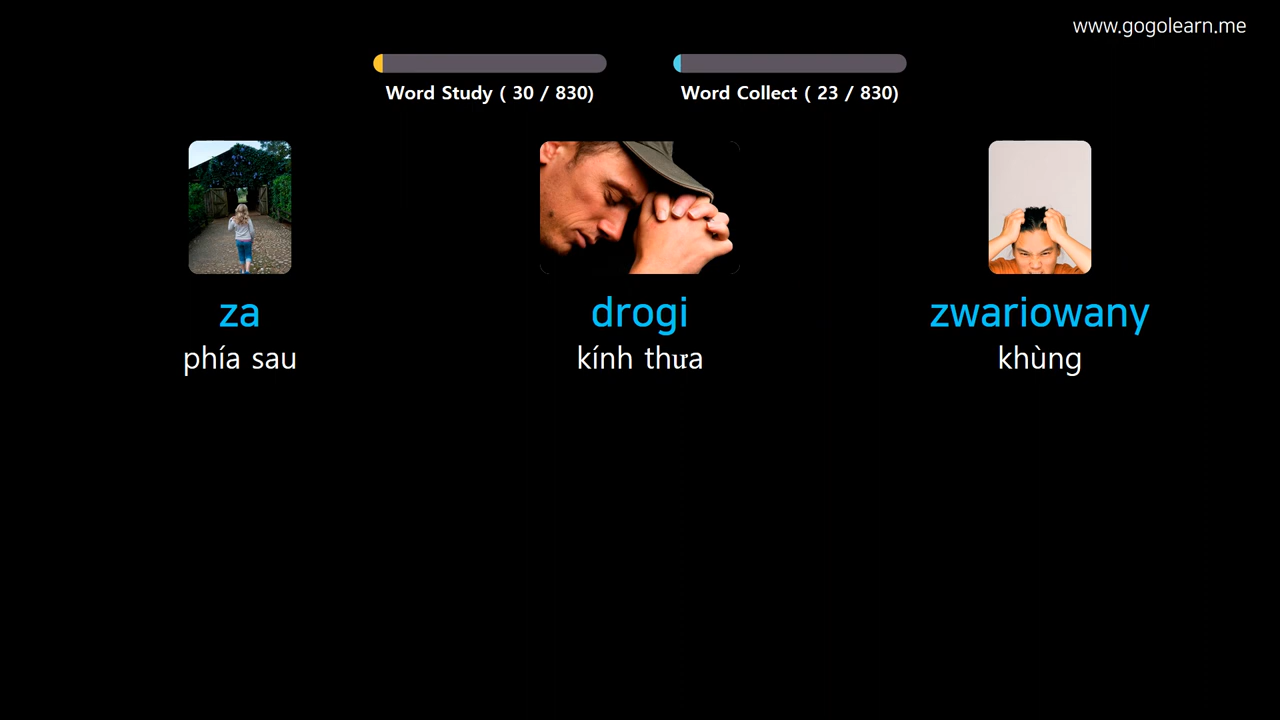 www.gogolearn.me
Word Study ( 30 / 830)
Word Collect ( 23 / 830)
za
drogi
zwariowany
phía sau
kính thưa
khùng